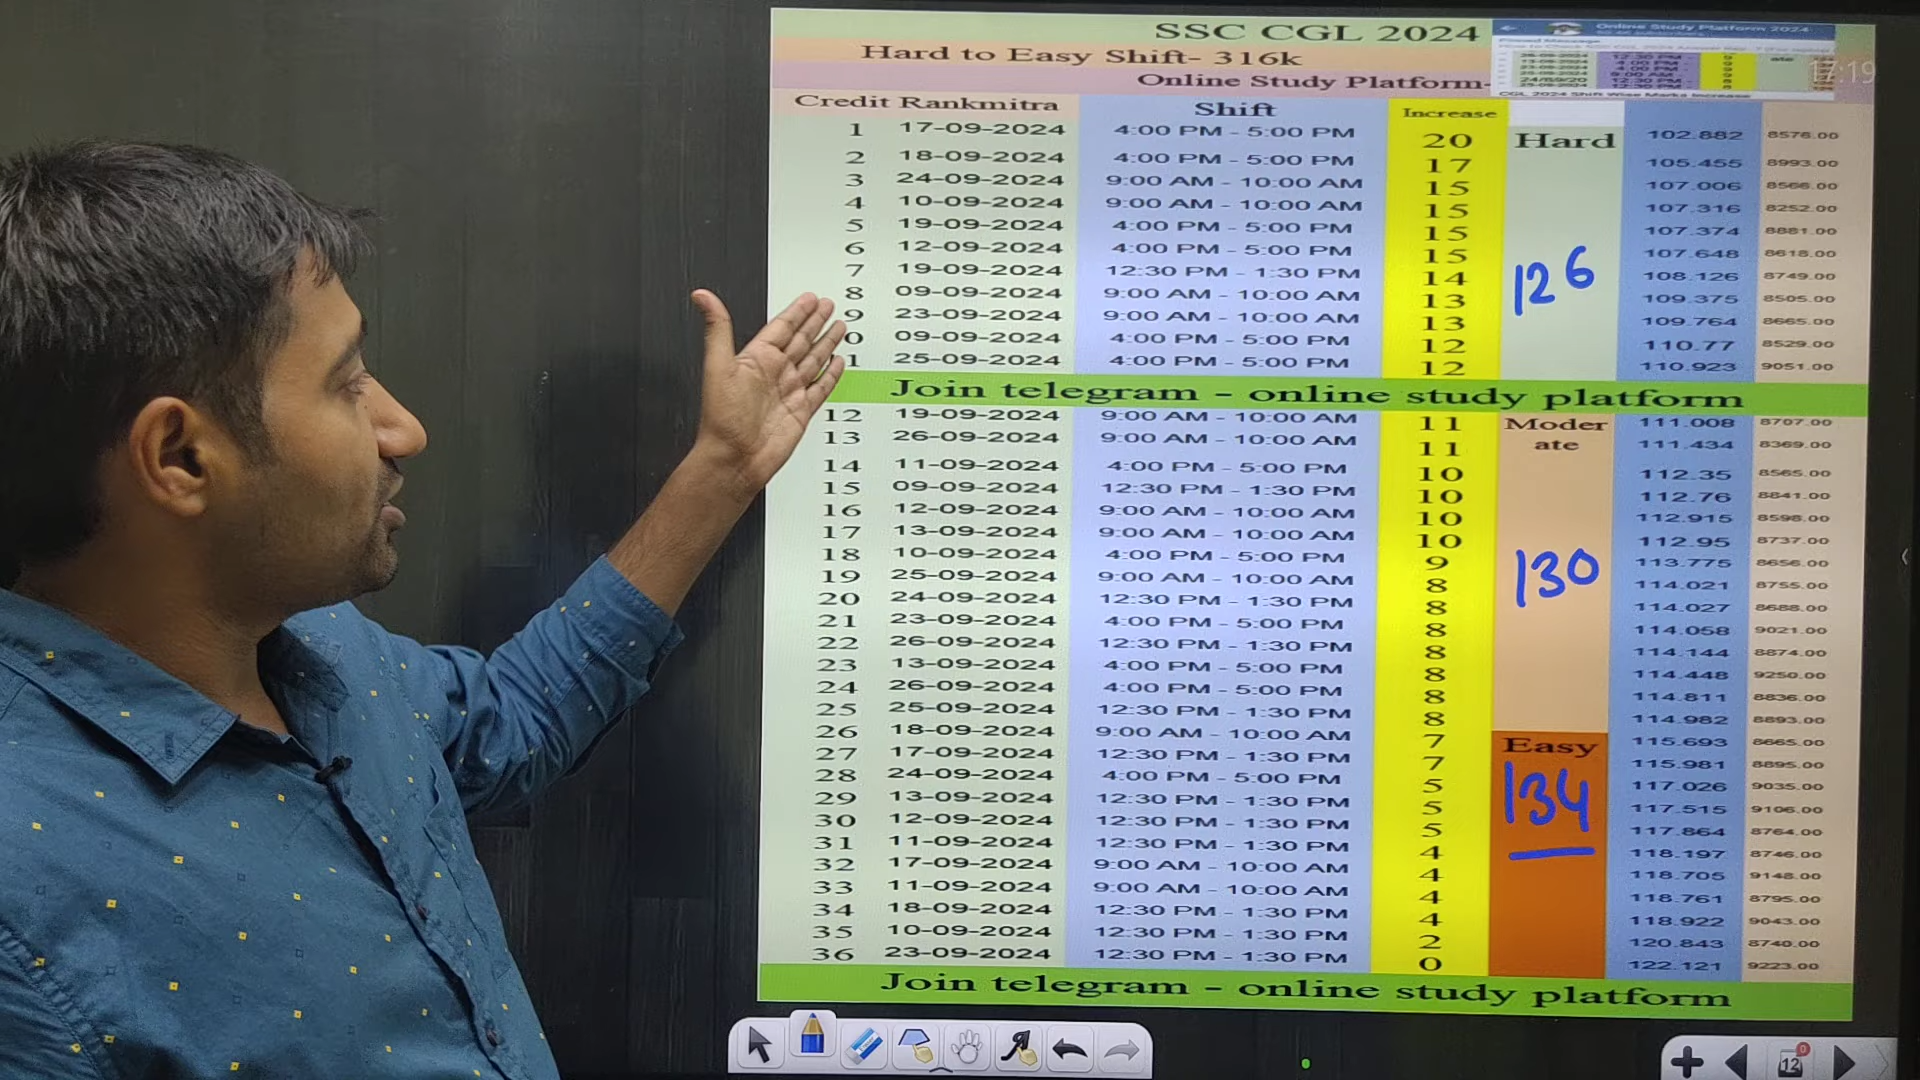 SSC CGL 2024
Online Study Platform 2024
17:19
Hard to Easy Shift- 316k
Online Study Platform-
CGL 2024 Shift Wise Marks Increase
Credit Rankmitra Shift Increase
1 17-09-2024 4:00 PM - 5:00 PM 20 Hard 102.882 8576.00
2 18-09-2024 4:00 PM - 5:00 PM 17 105.455 8993.00
3 24-09-2024 9:00 AM - 10:00 AM 15 107.006 8566.00
4 10-09-2024 9:00 AM - 10:00 AM 15 107.316 8252.00
5 19-09-2024 4:00 PM - 5:00 PM 15 107.374 8881.00
6 12-09-2024 4:00 PM - 5:00 PM 15 107.648 8618.00
7 19-09-2024 12:30 PM - 1:30 PM 14 108.126 8749.00
8 09-09-2024 9:00 AM - 10:00 AM 13 109.375 8505.00
9 23-09-2024 9:00 AM - 10:00 AM 13 109.764 8665.00
0 09-09-2024 4:00 PM - 5:00 PM 12 110.77 8529.00
1 25-09-2024 4:00 PM - 5:00 PM 12 110.923 9051.00
126
Join telegram - online study platform
12 19-09-2024 9:00 AM - 10:00 AM 11 Moder 111.008 8707.00
13 26-09-2024 9:00 AM - 10:00 AM 11 ate 111.434 8369.00
14 11-09-2024 4:00 PM - 5:00 PM 10 112.35 8565.00
15 09-09-2024 12:30 PM - 1:30 PM 10 112.76 8841.00
16 12-09-2024 9:00 AM - 10:00 AM 10 112.915 8598.00
17 13-09-2024 9:00 AM - 10:00 AM 10 112.95 8737.00
18 10-09-2024 4:00 PM - 5:00 PM 9 113.775 8656.00
19 25-09-2024 9:00 AM - 10:00 AM 8 114.021 8755.00
20 24-09-2024 12:30 PM - 1:30 PM 8 114.027 8688.00
21 23-09-2024 4:00 PM - 5:00 PM 8 114.058 9021.00
22 26-09-2024 12:30 PM - 1:30 PM 8 114.144 8874.00
23 13-09-2024 4:00 PM - 5:00 PM 8 114.448 9250.00
24 26-09-2024 4:00 PM - 5:00 PM 8 114.811 8836.00
25 25-09-2024 12:30 PM - 1:30 PM 8 114.982 8893.00
130
26 18-09-2024 9:00 AM - 10:00 AM 7 Easy 115.693 8665.00
27 17-09-2024 12:30 PM - 1:30 PM 7 115.981 8895.00
28 24-09-2024 4:00 PM - 5:00 PM 5 117.026 9035.00
29 13-09-2024 12:30 PM - 1:30 PM 5 117.515 9106.00
30 12-09-2024 12:30 PM - 1:30 PM 5 117.864 8764.00
31 11-09-2024 12:30 PM - 1:30 PM 4 118.197 8746.00
32 17-09-2024 9:00 AM - 10:00 AM 4 118.705 9148.00
33 11-09-2024 9:00 AM - 10:00 AM 4 118.761 8795.00
34 18-09-2024 12:30 PM - 1:30 PM 4 118.922 9043.00
35 10-09-2024 12:30 PM - 1:30 PM 2 120.843 8740.00
36 23-09-2024 12:30 PM - 1:30 PM 0 122.121 9223.00
134
Join telegram - online study platform
12
0